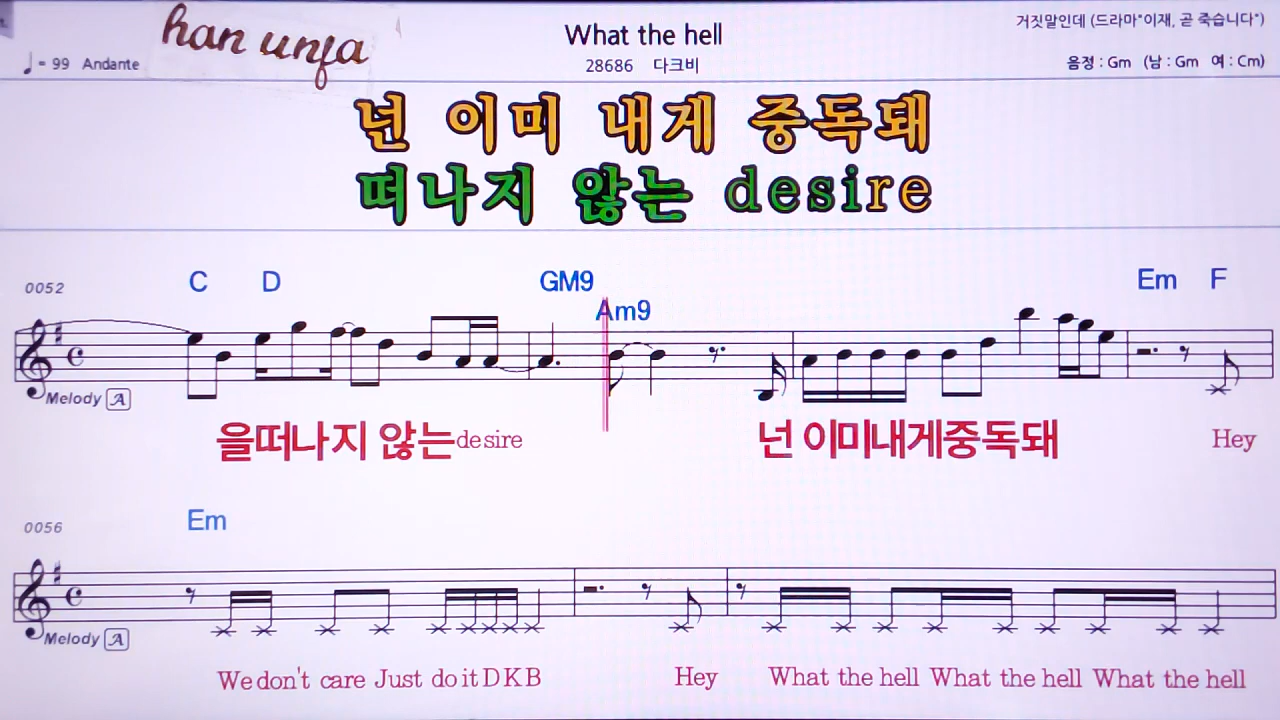 han unja
What the hell
거짓말인데 (드라마"이재, 곧 죽습니다")
♩ = 99 Andante
28686 다크비
음정 : Gm (남 : Gm 여 : Cm)
넌 이미 내게 중독돼
떠나지 않는 desire
0052
C D GM9 Am9 Em F
Melody A
을떠나지 않는desire 넌 이미내게중독돼 Hey
0056
Em
Melody A
We don't care Just do it DKB Hey What the hell What the hell What the hell